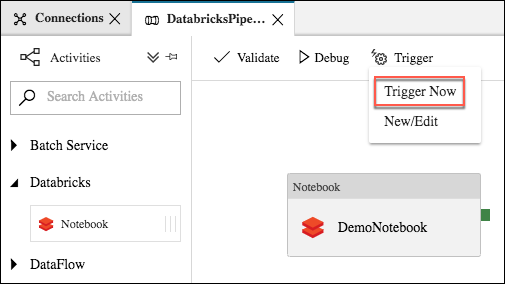 Connections
DatabricksPipe...
Activities
Validate
Debug
Trigger
Search Activities
Trigger Now
New/Edit
Batch Service
Databricks
Notebook
DataFlow
Notebook
DemoNotebook